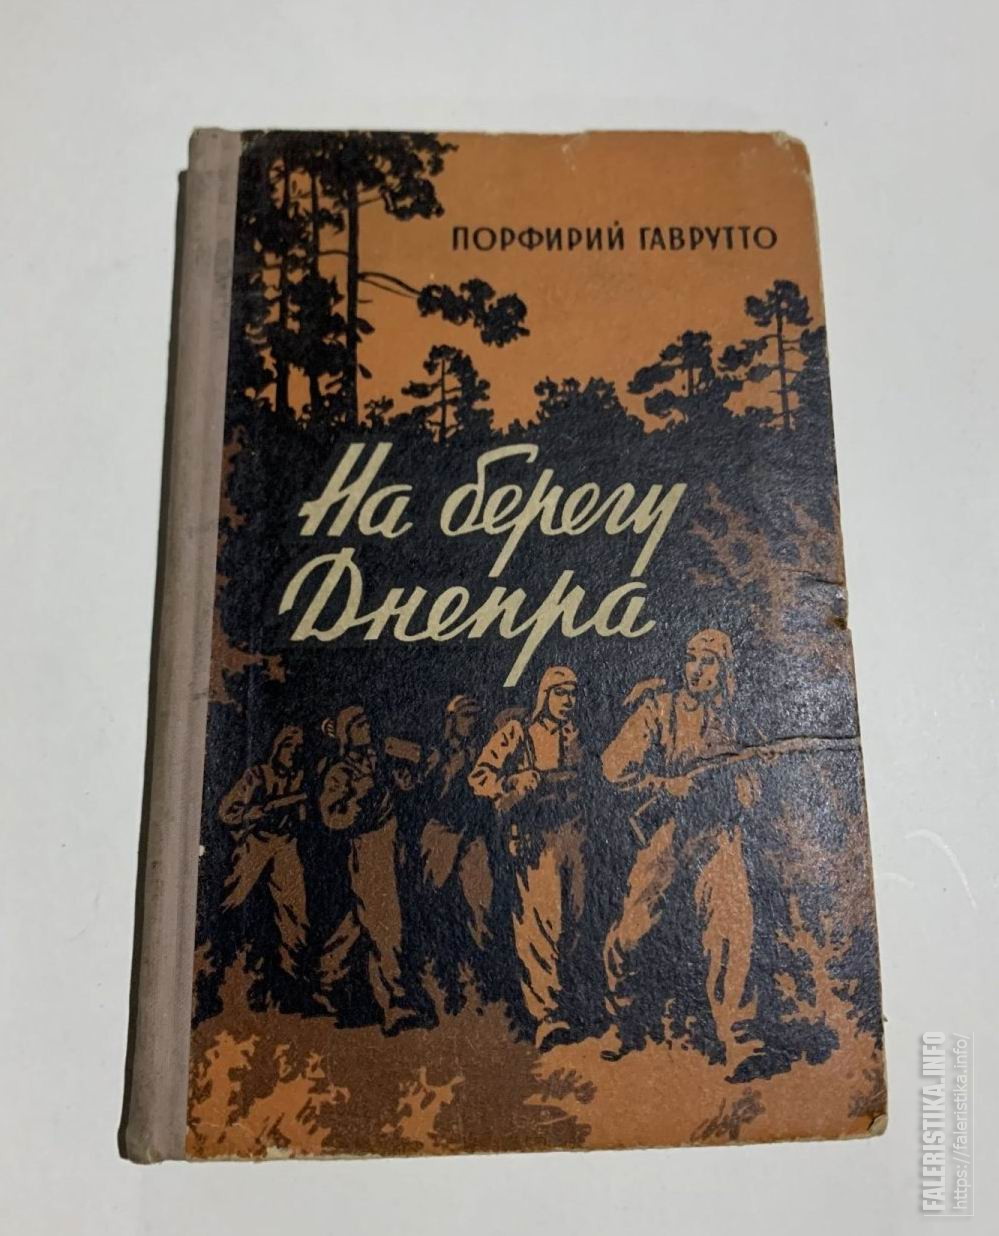 ПОРФИРИЙ ГАВРУТТО
На берегу
Днепра
FALERISTIKA.INFO
https://faleristika.info/